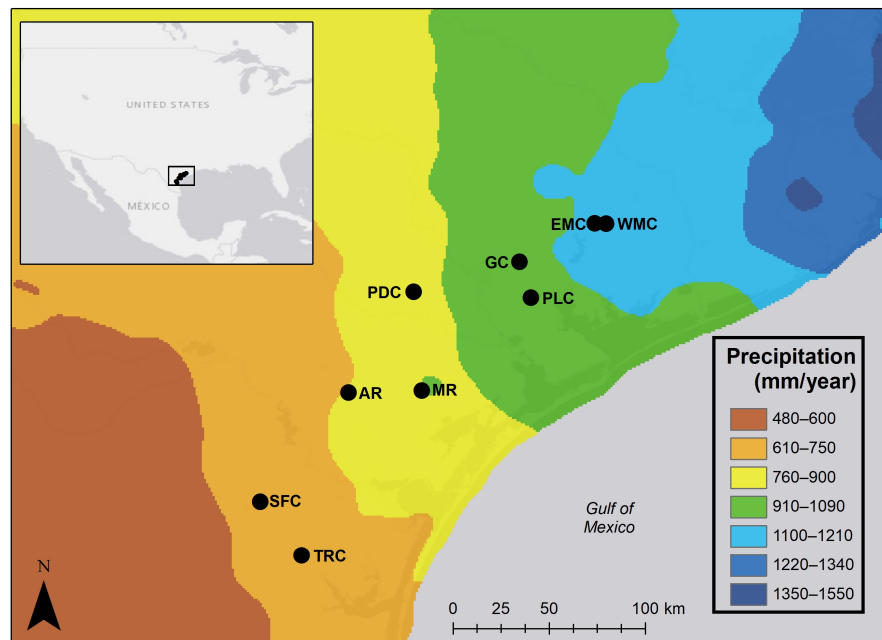 UNITED STATES
MÉXICO
EMC
WMC
GC
PDC
PLC
AR
MR
SFC
TRC
Gulf of
Mexico
N
0 25 50 100 km
Precipitation
(mm/year)
480–600
610–750
760–900
910–1090
1100–1210
1220–1340
1350–1550